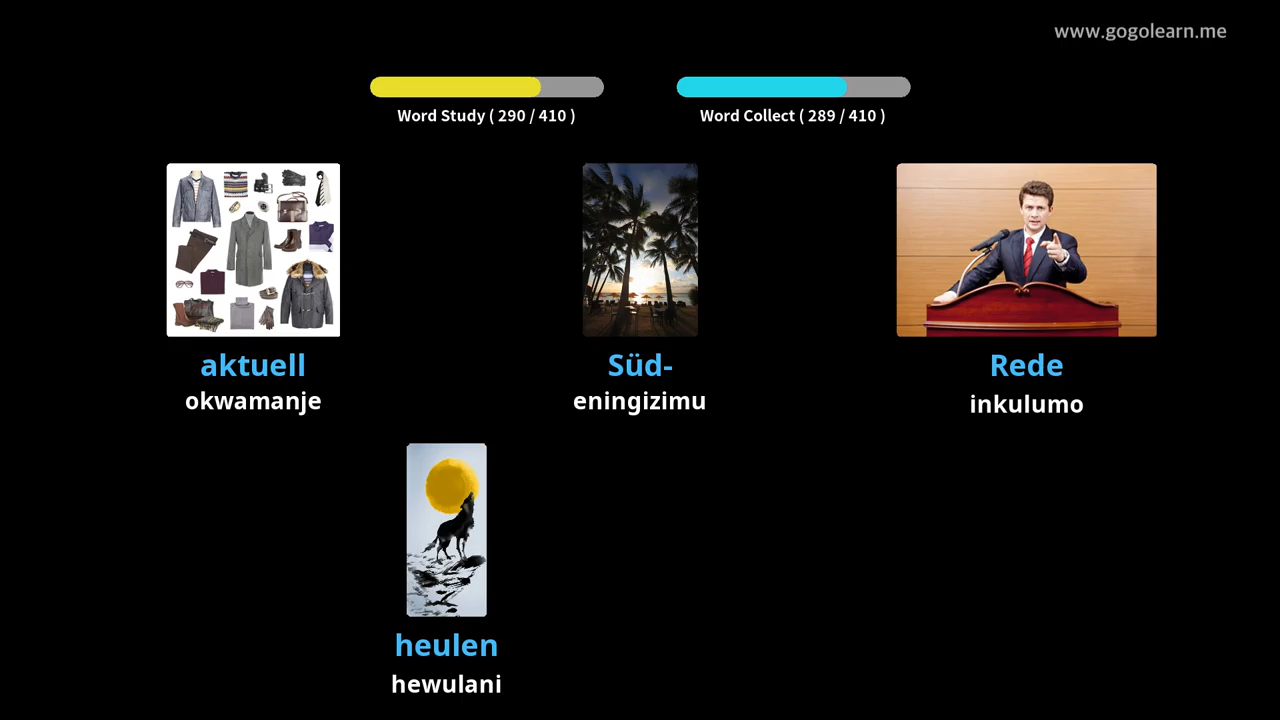 www.gogolearn.me
Word Study ( 290 / 410 )
Word Collect ( 289 / 410 )
aktuell
okwamanje
Süd-
eningizimu
Rede
inkulumo
heulen
hewulani